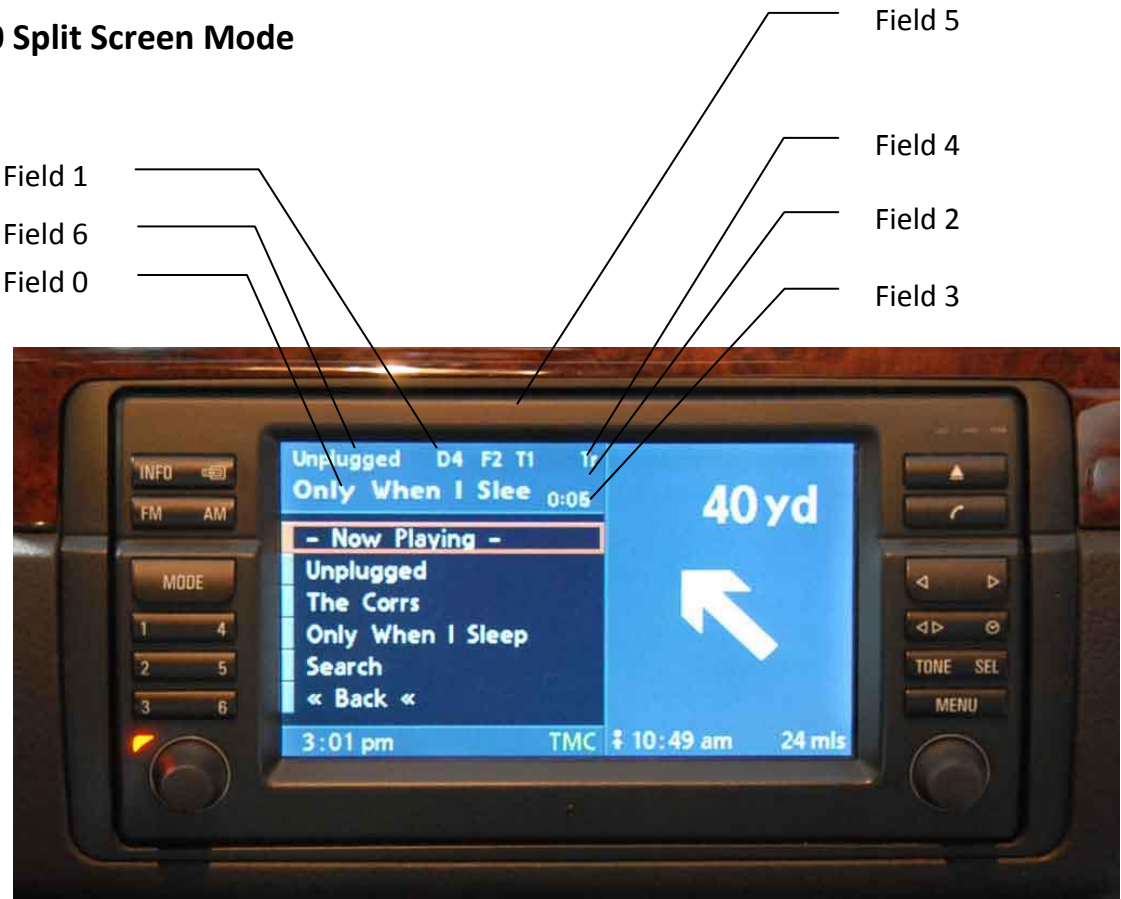 Split Screen Mode
Field 5
Field 4
Field 1
Field 2
Field 6
Field 0
Field 3
Unplugged D4 F2 T1 Tr
Only When I Slee 0:05
40 yd
- Now Playing -
Unplugged
The Corrs
Only When I Sleep
Search
« Back «
3:01 pm TMC 10:49 am 24 mls
INFO
FM AM
MODE
1 4
2 5
3 6
TONE SEL
MENU